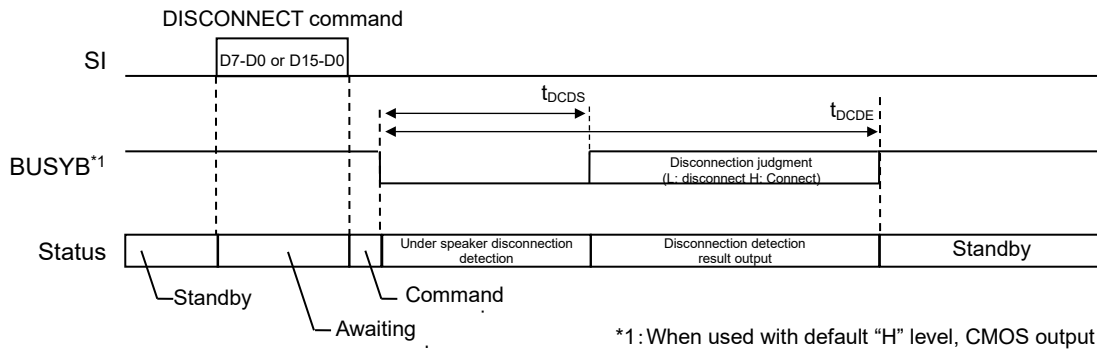 DISCONNECT command
SI
D7-D0 or D15-D0
tDCDS
tDCDE
BUSYB*1
Disconnection judgment
(L: disconnect H: Connect)
Status
Under speaker disconnection
detection
Disconnection detection
result output
Standby
Standby
Command
Awaiting
*1: When used with default “H” level, CMOS output